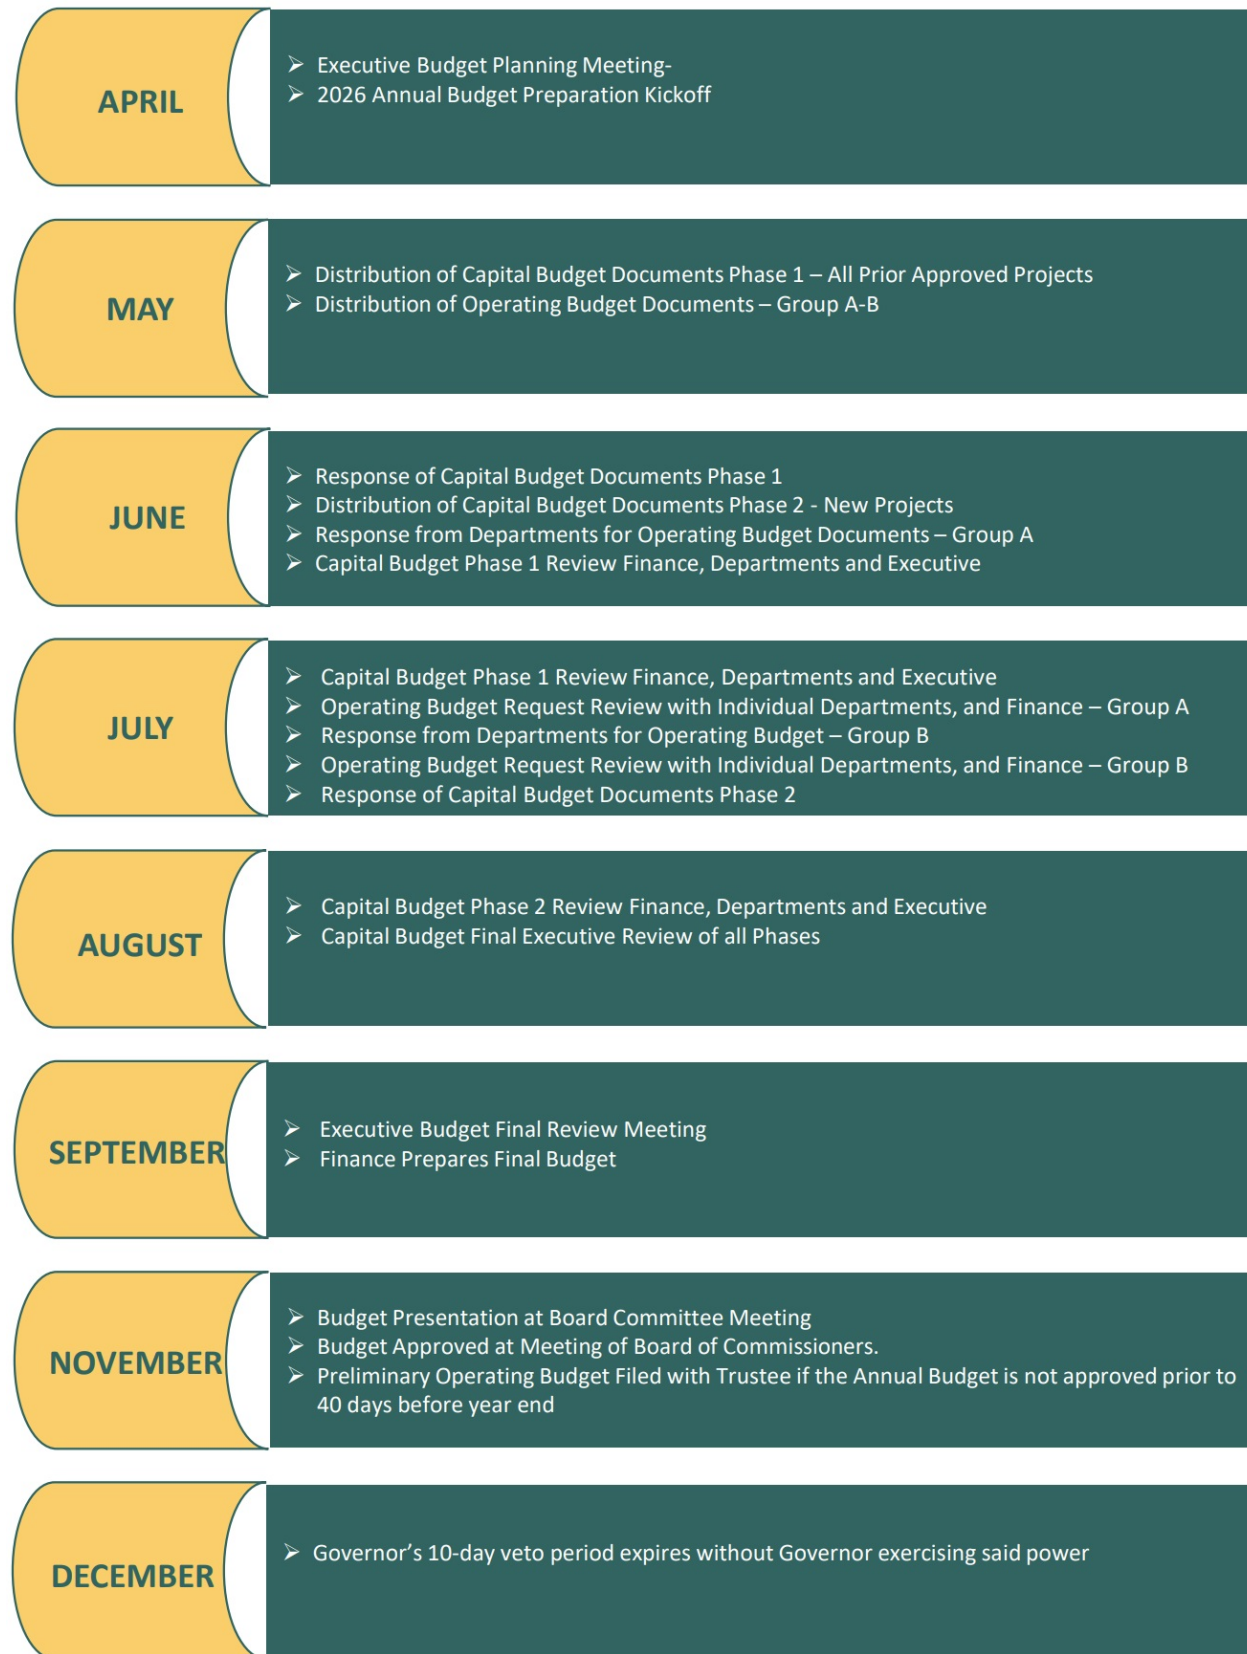 APRIL
➢ Executive Budget Planning Meeting-
➢ 2026 Annual Budget Preparation Kickoff
MAY
➢ Distribution of Capital Budget Documents Phase 1 – All Prior Approved Projects
➢ Distribution of Operating Budget Documents – Group A-B
JUNE
➢ Response of Capital Budget Documents Phase 1
➢ Distribution of Capital Budget Documents Phase 2 - New Projects
➢ Response from Departments for Operating Budget Documents – Group A
➢ Capital Budget Phase 1 Review Finance, Departments and Executive
JULY
➢ Capital Budget Phase 1 Review Finance, Departments and Executive
➢ Operating Budget Request Review with Individual Departments, and Finance – Group A
➢ Response from Departments for Operating Budget – Group B
➢ Operating Budget Request Review with Individual Departments, and Finance – Group B
➢ Response of Capital Budget Documents Phase 2
AUGUST
➢ Capital Budget Phase 2 Review Finance, Departments and Executive
➢ Capital Budget Final Executive Review of all Phases
SEPTEMBER
➢ Executive Budget Final Review Meeting
➢ Finance Prepares Final Budget
NOVEMBER
➢ Budget Presentation at Board Committee Meeting
➢ Budget Approved at Meeting of Board of Commissioners.
➢ Preliminary Operating Budget Filed with Trustee if the Annual Budget is not approved prior to
40 days before year end
DECEMBER
➢ Governor’s 10-day veto period expires without Governor exercising said power